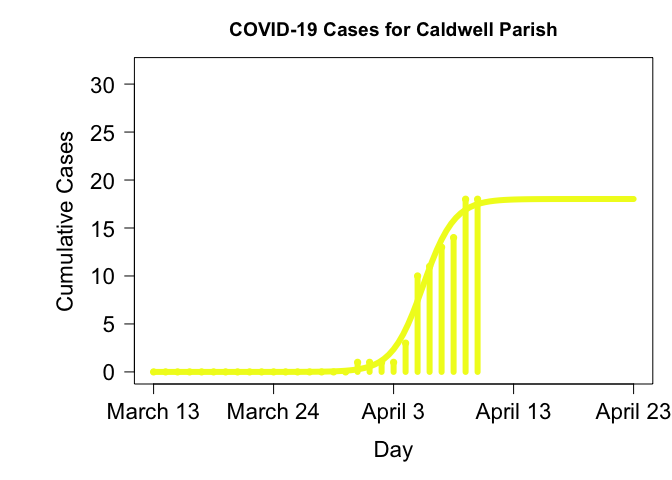 COVID-19 Cases for Caldwell Parish
Cumulative Cases
30
25
20
15
10
5
0
March 13 March 24 April 3 April 13 April 23
Day